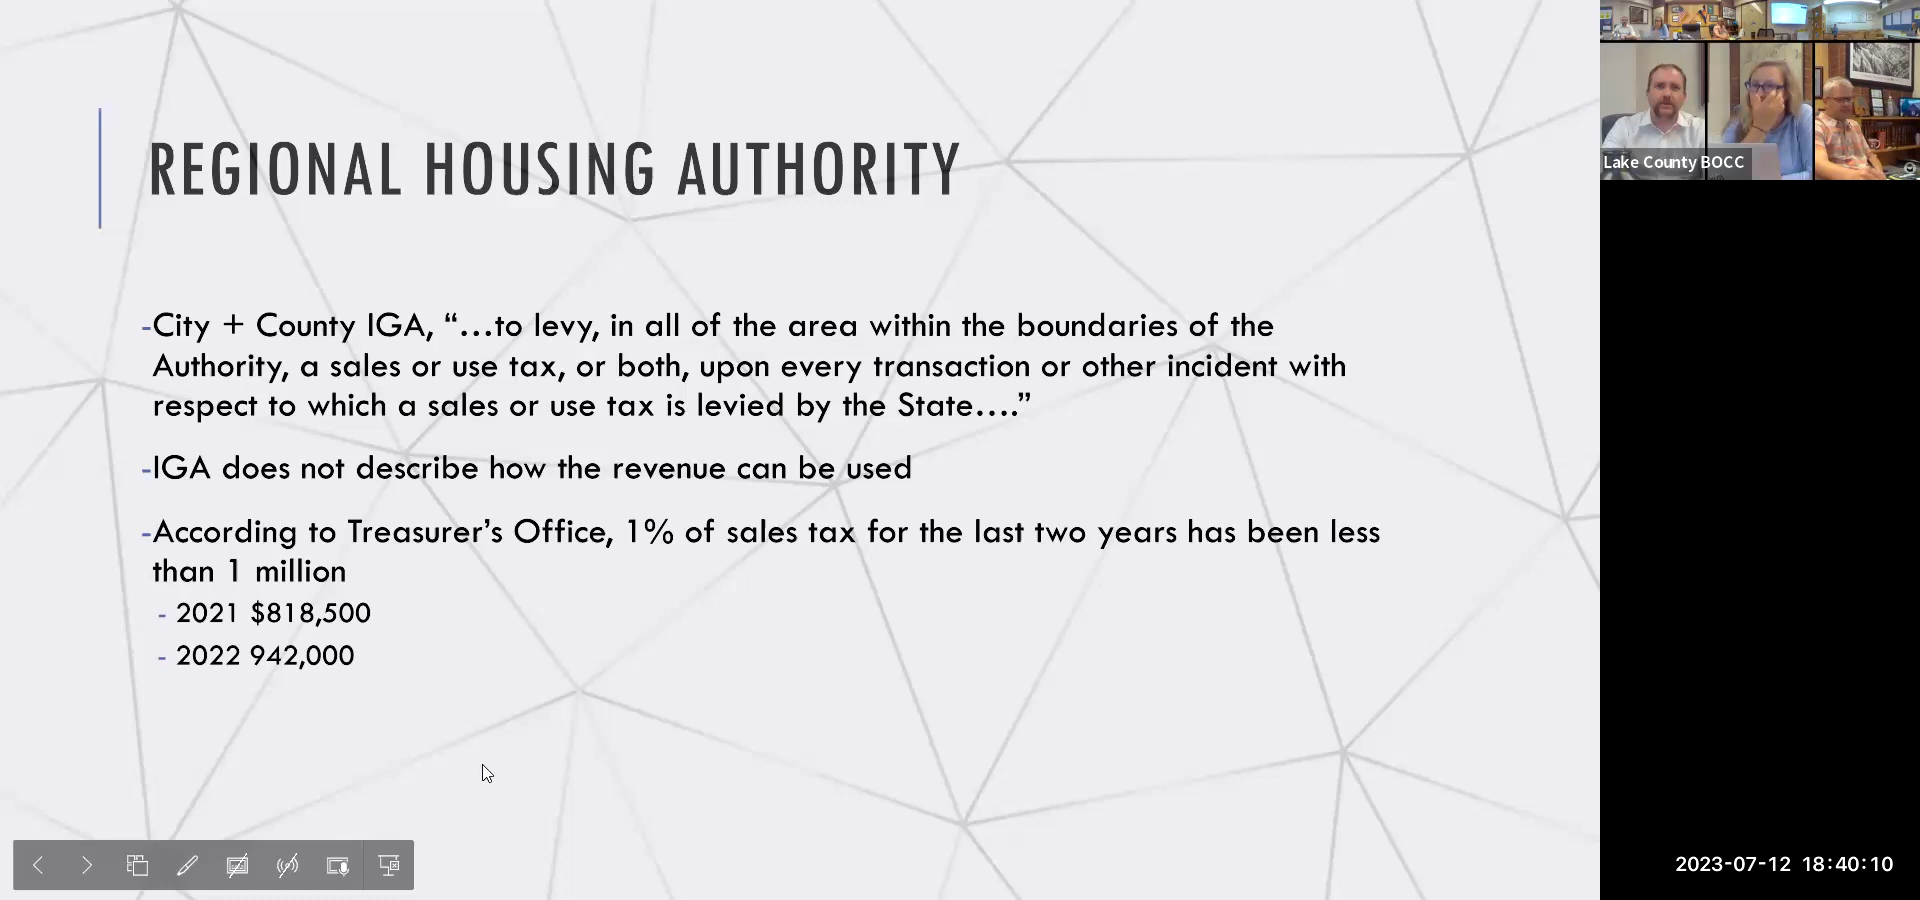 REGIONAL HOUSING AUTHORITY
-City + County IGA, “…to levy, in all of the area within the boundaries of the
Authority, a sales or use tax, or both, upon every transaction or other incident with
respect to which a sales or use tax is levied by the State….”
-IGA does not describe how the revenue can be used
-According to Treasurer’s Office, 1% of sales tax for the last two years has been less
than 1 million
- 2021 $818,500
- 2022 942,000
Lake County BOCC
2023-07-12 18:40:10